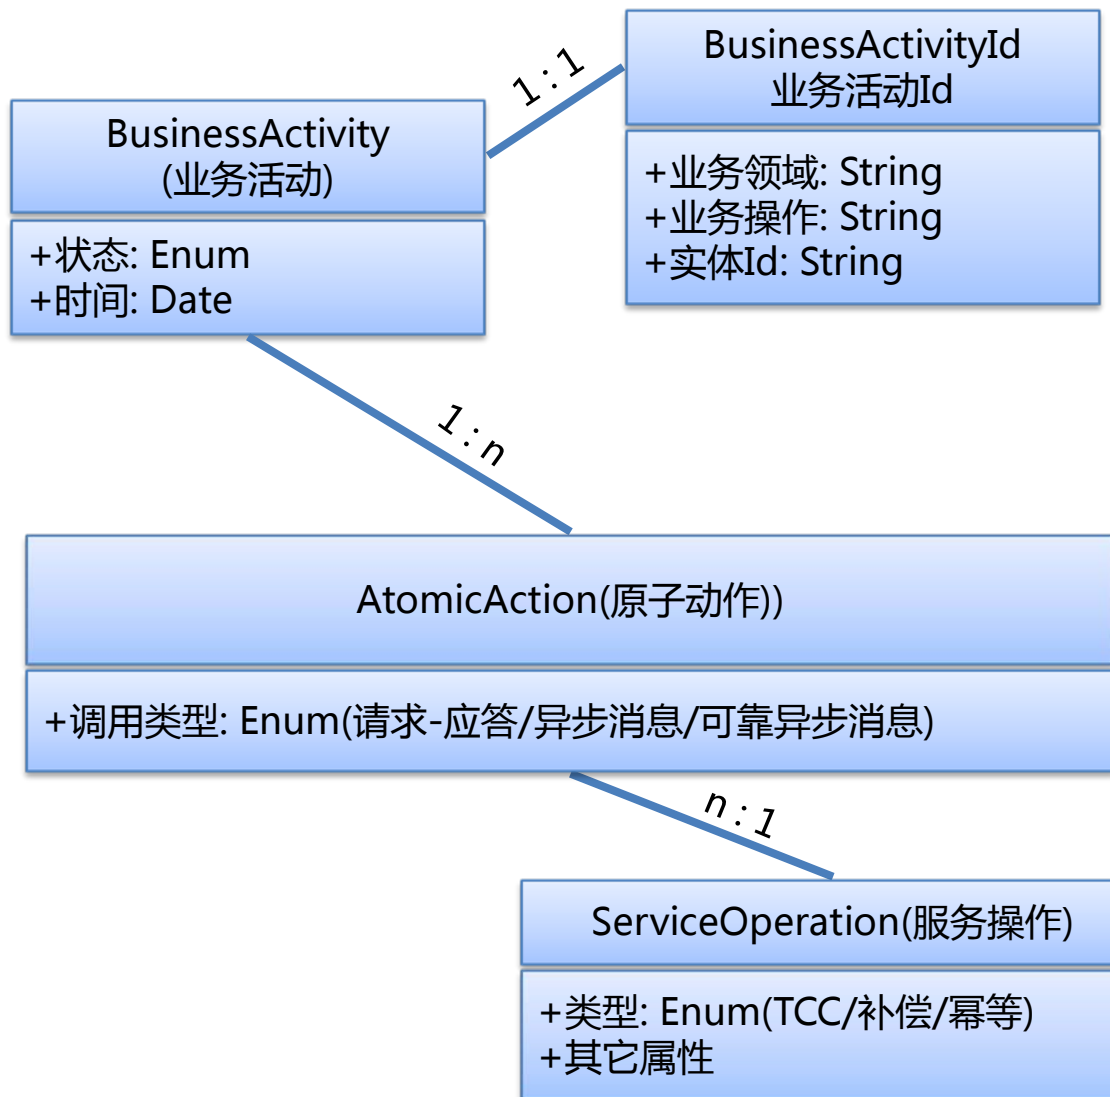 BusinessActivityId
业务活动Id
1 : 1
BusinessActivity
(业务活动)
+业务领域: String
+业务操作: String
+实体Id: String
+状态: Enum
+时间: Date
1 : n
AtomicAction(原子动作))
+调用类型: Enum(请求-应答/异步消息/可靠异步消息)
n : 1
ServiceOperation(服务操作)
+类型: Enum(TCC/补偿/幂等)
+其它属性